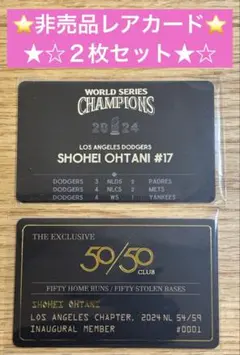 ⭐非売品レアカード⭐
★☆２枚セット★☆
WORLD SERIES
CHAMPIONS
2024
LOS ANGELES DODGERS
SHOHEI OHTANI #17
DODGERS 3 NLDS 2 PADRES
DODGERS 4 NLCS 2 METS
DODGERS 4 WS 1 YANKEES
THE EXCLUSIVE
50/50
CLUB
FIFTY HOME RUNS / FIFTY STOLEN BASES
SHOHEI OHTANI
LOS ANGELES CHAPTER, 2024 NL 54/59
INAUGURAL MEMBER #0001